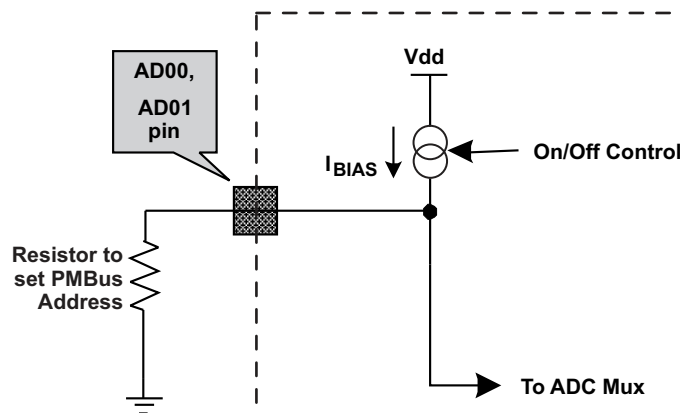 AD00,
AD01
pin
Vdd
I BIAS
On/Off Control
Resistor to
set PMBus
Address
To ADC Mux